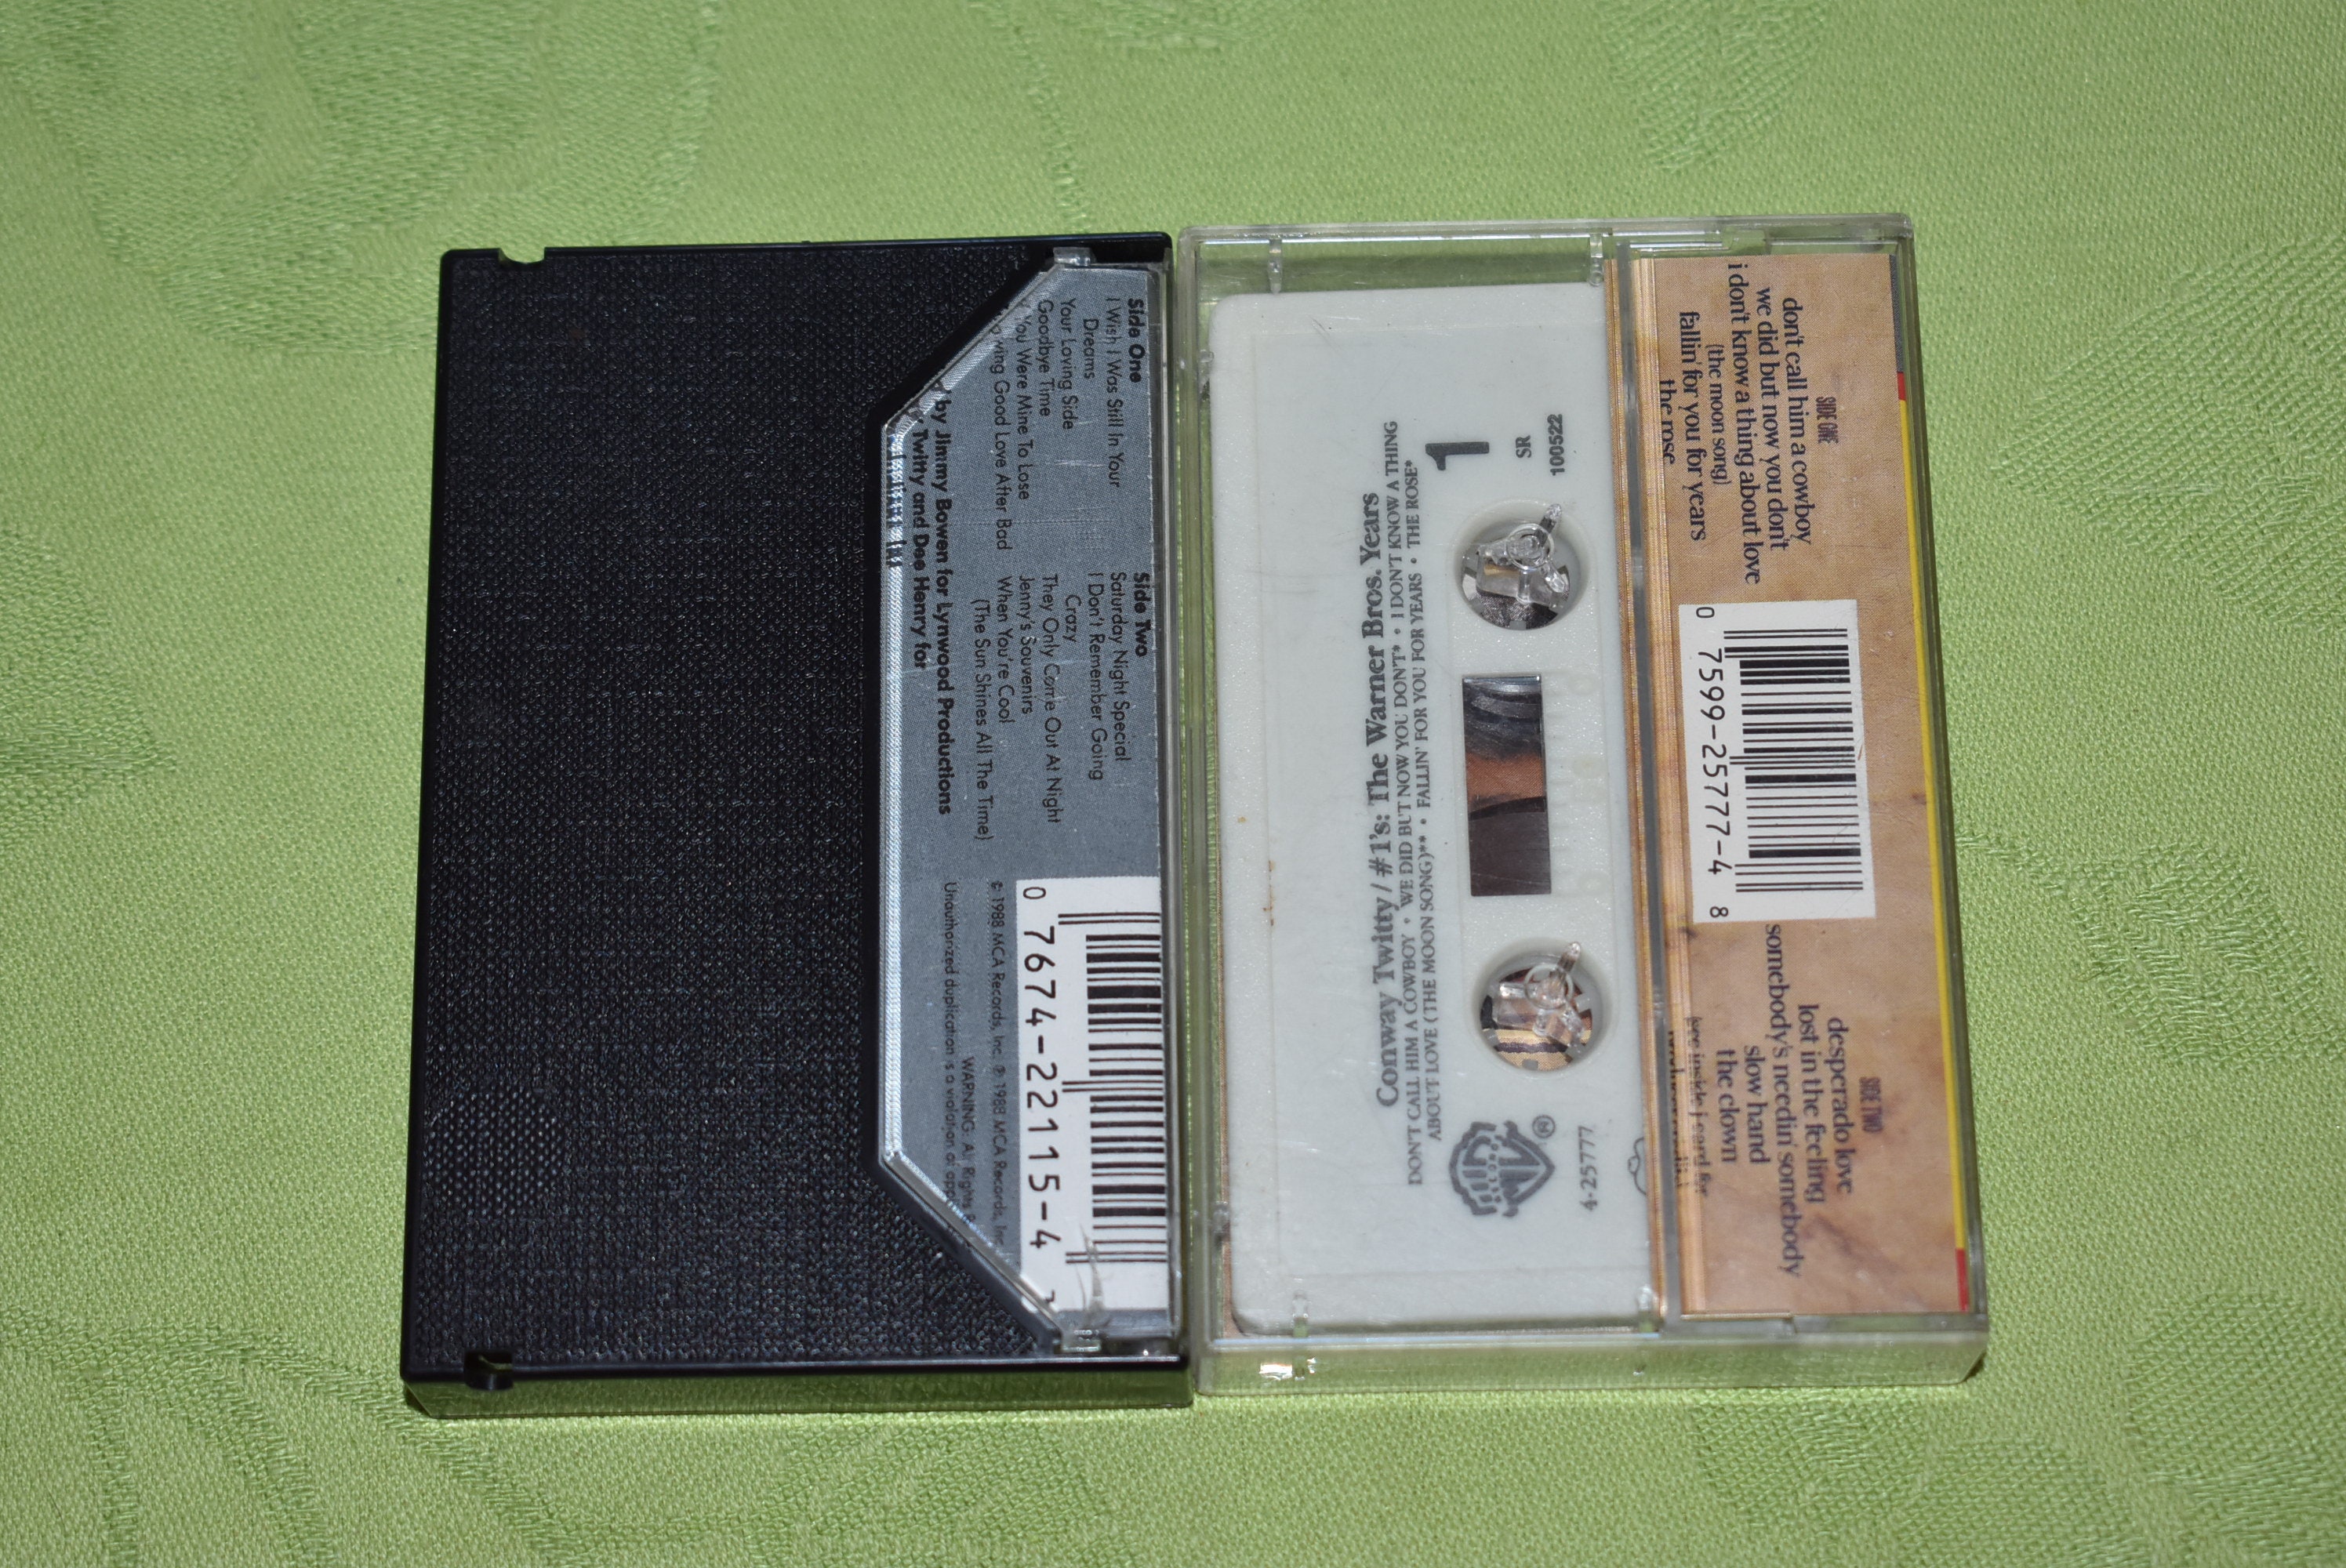 Side One
I Wish I Was Still In Your
Dreams
Your Loving Side
Goodbye Time
You Were Mine To Lose
Good Love After Bad
Side Two
Saturday Night Special
I Don't Remember Going
Crazy
They Only Come Out At Night
Jenny's Souvenirs
When You're Cool
(The Sun Shines All The Time)
by Jimmy Bowen for Lynwood Productions
Twitty and Dee Henry for
0 7674-22115-4
© 1988 MCA Records, Inc. ℗ 1988 MCA Records, Inc.
WARNING: All Rights
Unauthorized duplication is a violation of
Conway Twitty / #1's: The Warner Bros. Years
DON'T CALL HIM A COWBOY • WE DID BUT NOW YOU DON'T* • I DON'T KNOW A THING
ABOUT LOVE (THE MOON SONG)** • FALLIN' FOR YOU FOR YEARS • THE ROSE*
1
SR
100522
4-25777
®
SIDE ONE
don't call him a cowboy
we did but now you don't
i don't know a thing about love
(the moon song)
fallin' for you for years
the rose
0 7599-25777-4 8
SIDE TWO
desperado love
lost in the feeling
somebody's needin' somebody
slow hand
the clown
(see inside j-card for